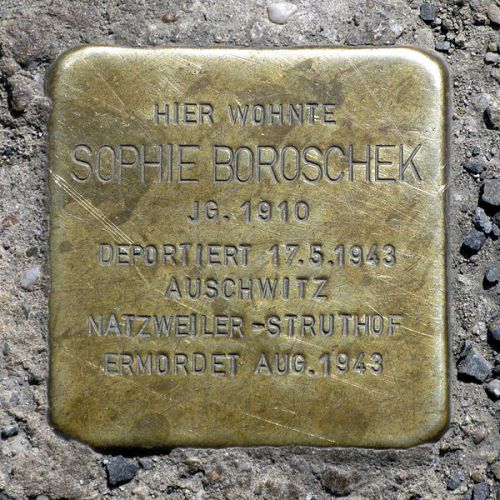 HIER WOHNTE
SOPHIE BOROSCHEK
JG. 1910
DEPORTIERT 17.5.1943
AUSCHWITZ
NATZWEILER-STRUTHOF
ERMORDET AUG. 1943